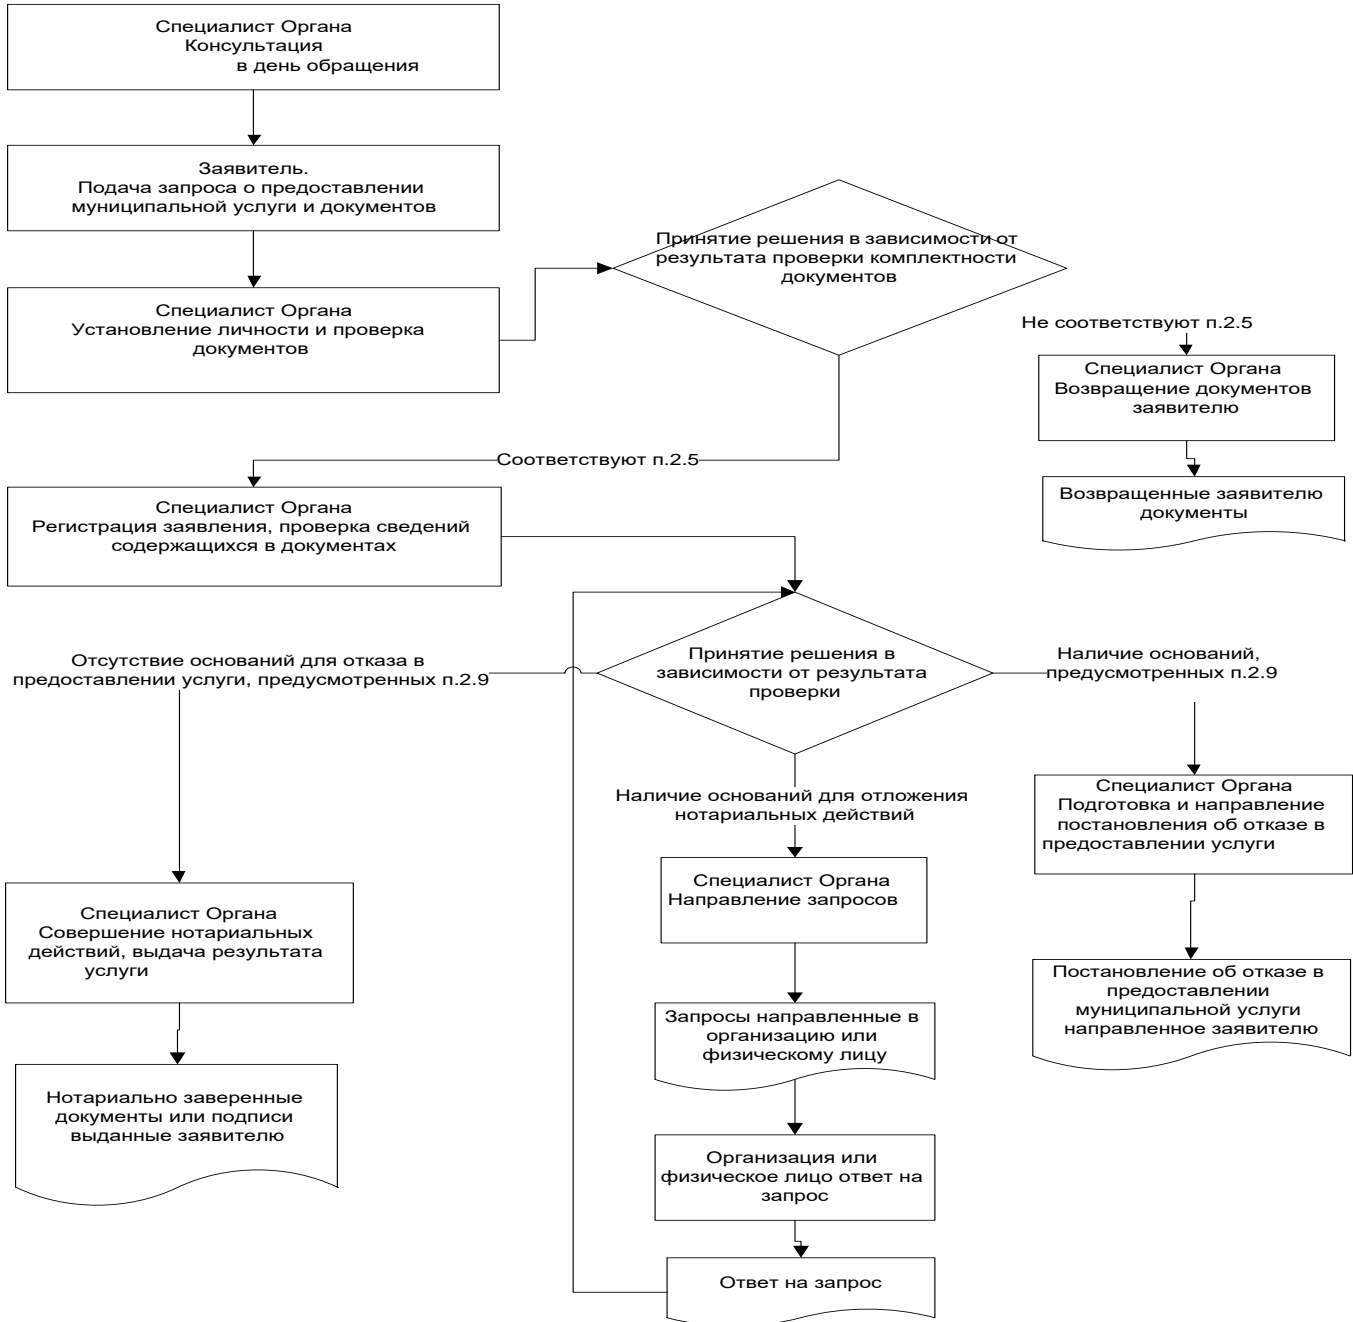 Специалист Органа
Консультация
в день обращения
Заявитель.
Подача запроса о предоставлении
муниципальной услуги и документов
Специалист Органа
Установление личности и проверка
документов
Принятие решения в зависимости от
результата проверки комплектности
документов
Не соответствуют п.2.5
Специалист Органа
Возвращение документов
заявителю
Возвращенные заявителю
документы
Соответствуют п.2.5
Специалист Органа
Регистрация заявления, проверка сведений
содержащихся в документах
Принятие решения в
зависимости от результата
проверки
Отсутствие оснований для отказа в
предоставлении услуги, предусмотренных п.2.9
Наличие оснований,
предусмотренных п.2.9
Наличие оснований для отложения
нотариальных действий
Специалист Органа
Подготовка и направление
постановления об отказе в
предоставлении услуги
Специалист Органа
Направление запросов
Специалист Органа
Совершение нотариальных
действий, выдача результата
услуги
Постановление об отказе в
предоставлении
муниципальной услуги
направленное заявителю
Запросы направленные в
организацию или
физическому лицу
Нотариально заверенные
документы или подписи
выданные заявителю
Организация или
физическое лицо ответ на
запрос
Ответ на запрос